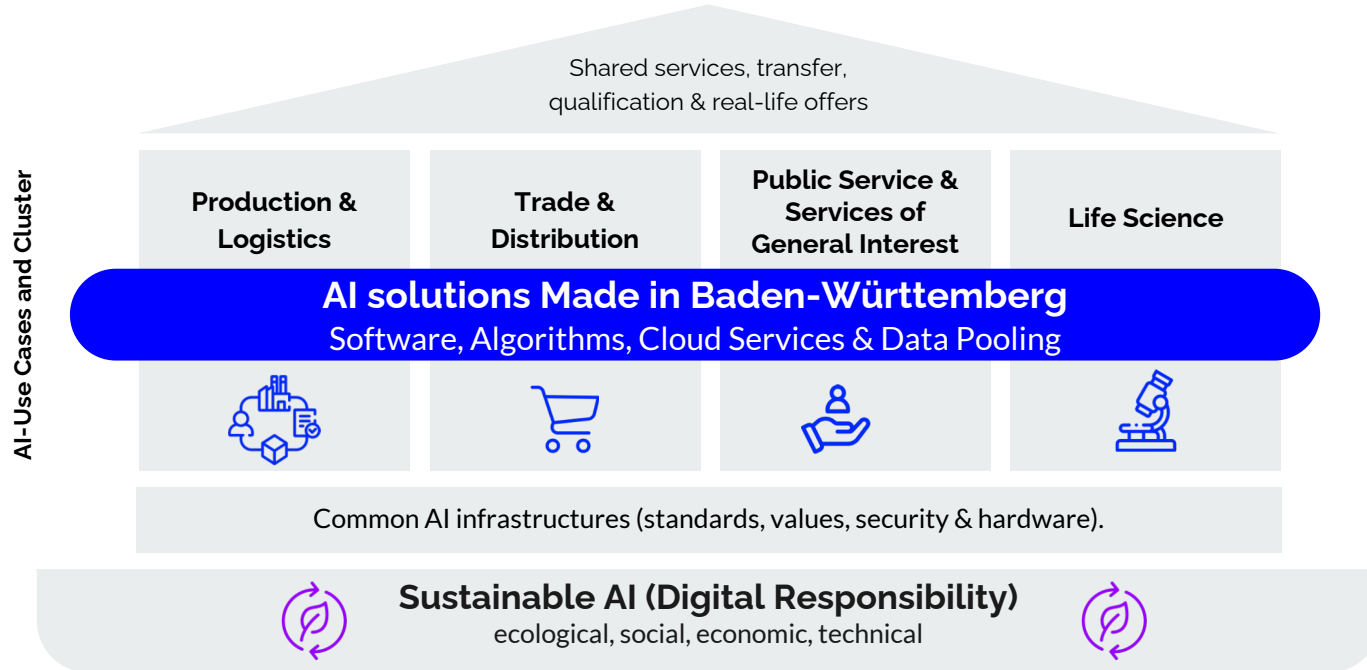 Shared services, transfer,
qualification & real-life offers
AI-Use Cases and Cluster
Production &
Logistics
Trade &
Distribution
Public Service &
Services of
General Interest
Life Science
AI solutions Made in Baden-Württemberg
Software, Algorithms, Cloud Services & Data Pooling
Common AI infrastructures (standards, values, security & hardware).
Sustainable AI (Digital Responsibility)
ecological, social, economic, technical